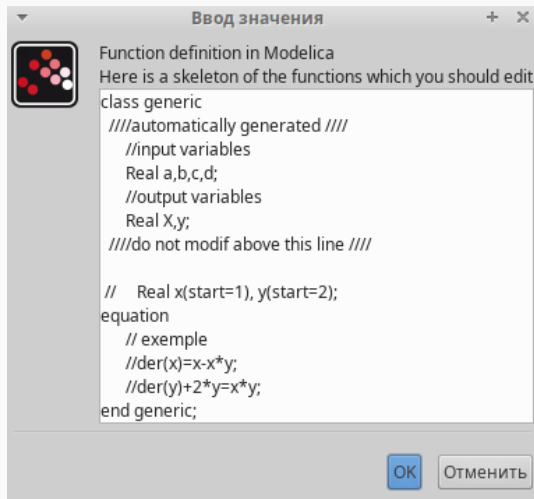 Ввод значения
Function definition in Modelica
Here is a skeleton of the functions which you should edit
class generic
////automatically generated ////
//input variables
Real a,b,c,d;
//output variables
Real X,y;
////do not modif above this line ////
// Real x(start=1), y(start=2);
equation
// exemple
//der(x)=x-x*y;
//der(y)+2*y=x*y;
end generic;
OK
Отменить